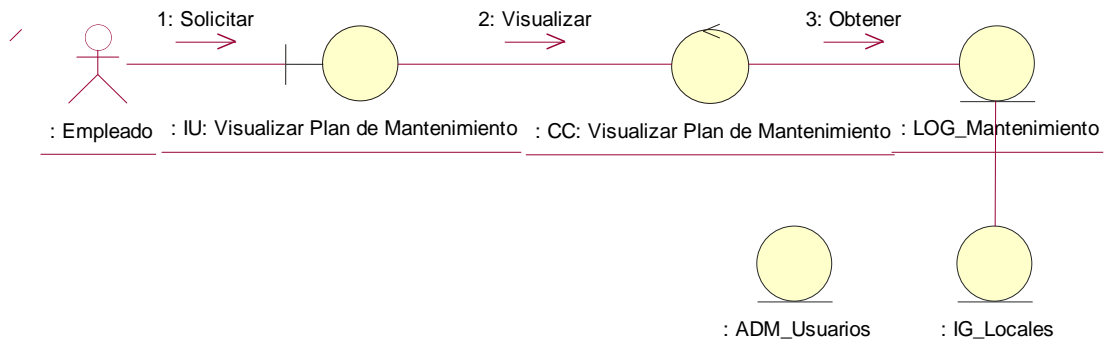 1: Solicitar
2: Visualizar
3: Obtener
: Empleado
: IU: Visualizar Plan de Mantenimiento
: CC: Visualizar Plan de Mantenimiento
: LOG_Mantenimiento
: ADM_Usuarios
: IG_Locales